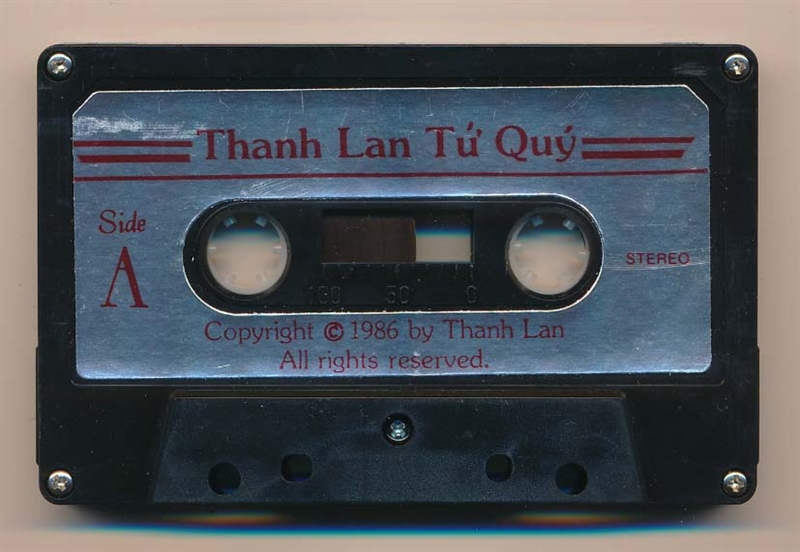 Thanh Lan Tứ Quý
Side
A
STEREO
100 50 0
Copyright © 1986 by Thanh Lan
All rights reserved.